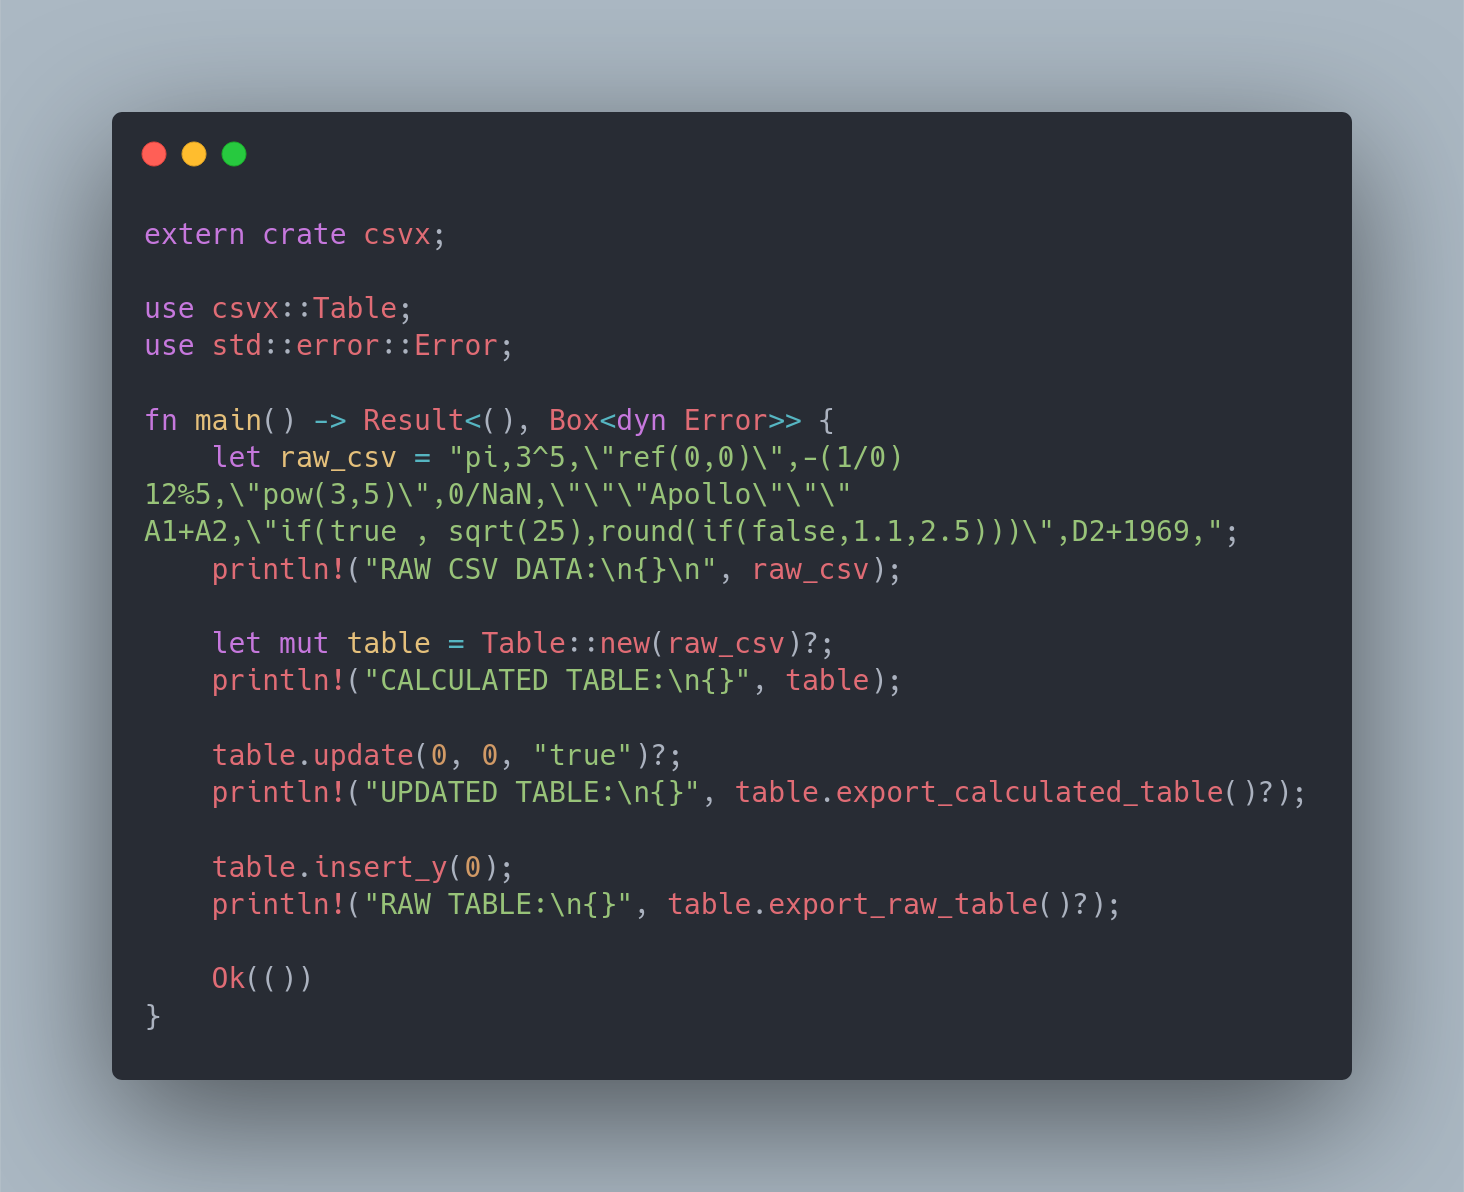 extern crate csvx;

use csvx::Table;
use std::error::Error;

fn main() -> Result<(), Box<dyn Error>> {
    let raw_csv = "pi,3^5,\"ref(0,0)\",-(1/0)
12%5,\"pow(3,5)\",0/NaN,\"\"\"Apollo\"\"\"
A1+A2,\"if(true , sqrt(25),round(if(false,1.1,2.5)))\",D2+1969,";
    println!("RAW CSV DATA:\n{}\n", raw_csv);

    let mut table = Table::new(raw_csv)?;
    println!("CALCULATED TABLE:\n{}", table);

    table.update(0, 0, "true")?;
    println!("UPDATED TABLE:\n{}", table.export_calculated_table()?);

    table.insert_y(0);
    println!("RAW TABLE:\n{}", table.export_raw_table()?);

    Ok(())
}